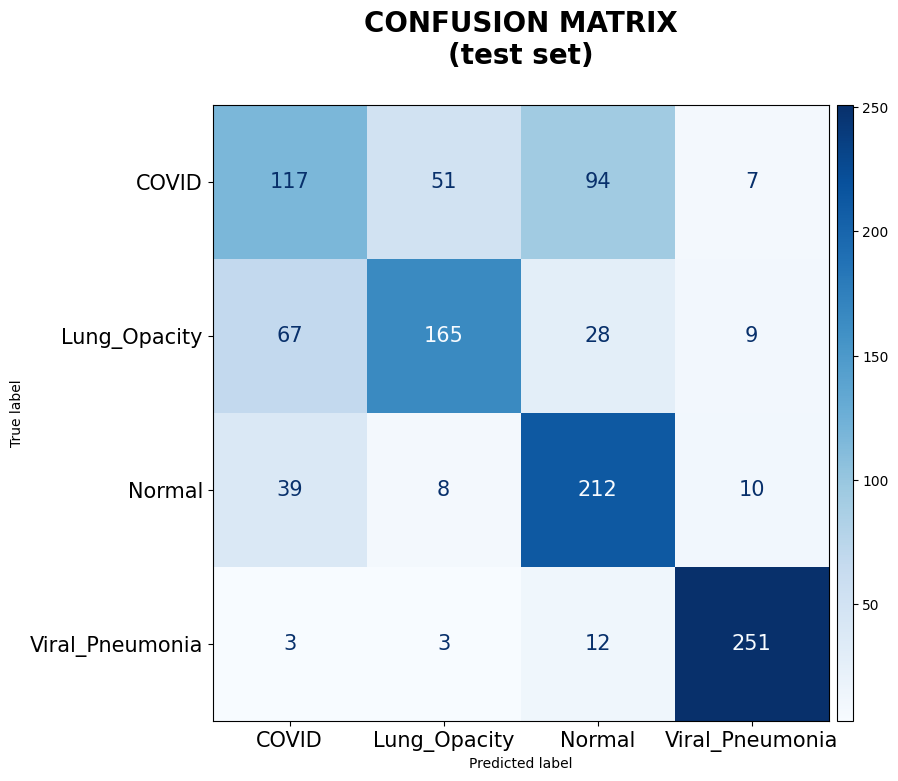 CONFUSION MATRIX
(test set)
250
COVID 117 51 94 7
200
Lung_Opacity 67 165 28 9
150
True label
Normal 39 8 212 10
100
50
Viral_Pneumonia 3 3 12 251
COVID Lung_Opacity Normal Viral_Pneumonia
Predicted label